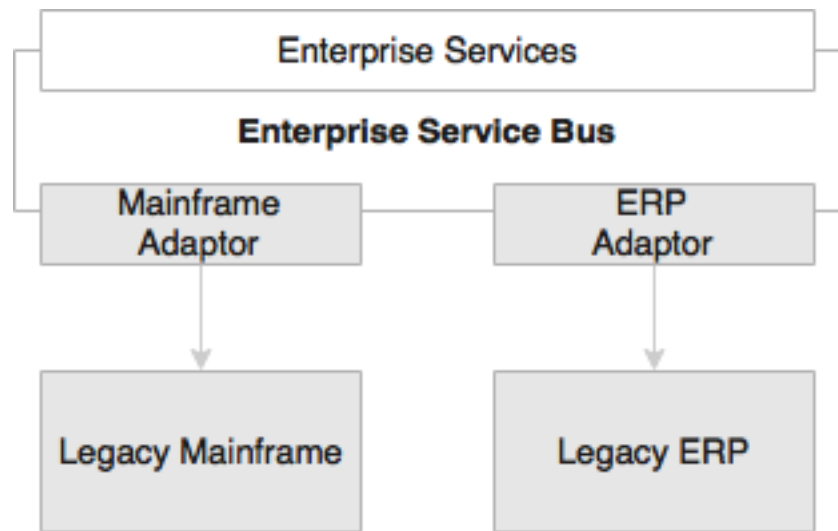 Enterprise Services
Enterprise Service Bus
Mainframe
Adaptor
ERP
Adaptor
Legacy Mainframe
Legacy ERP